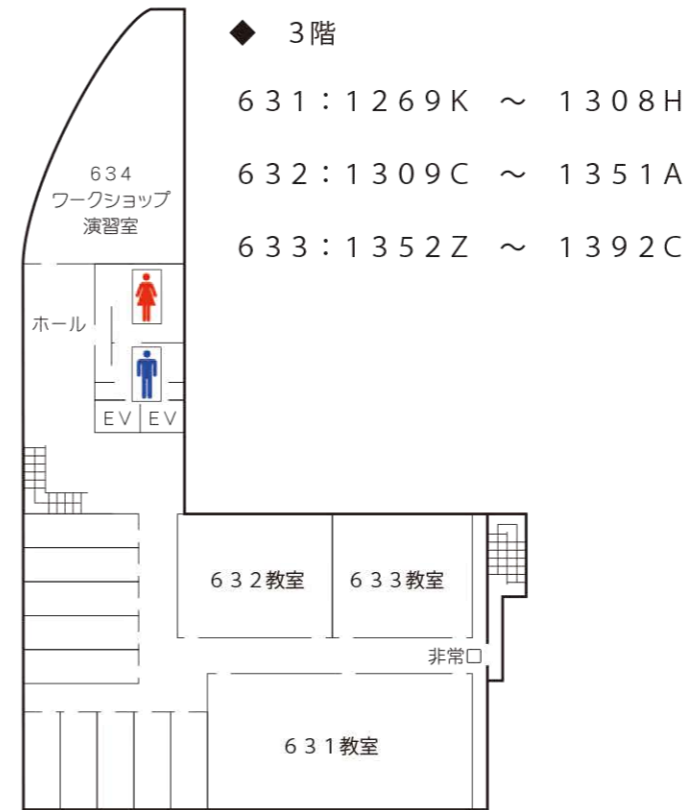 ◆ 3階
631:1269K ～ 1308H
632:1309C ～ 1351A
633:1352Z ～ 1392C
634
ワークショップ
演習室
ホール
EV EV
632教室 633教室
非常口
631教室